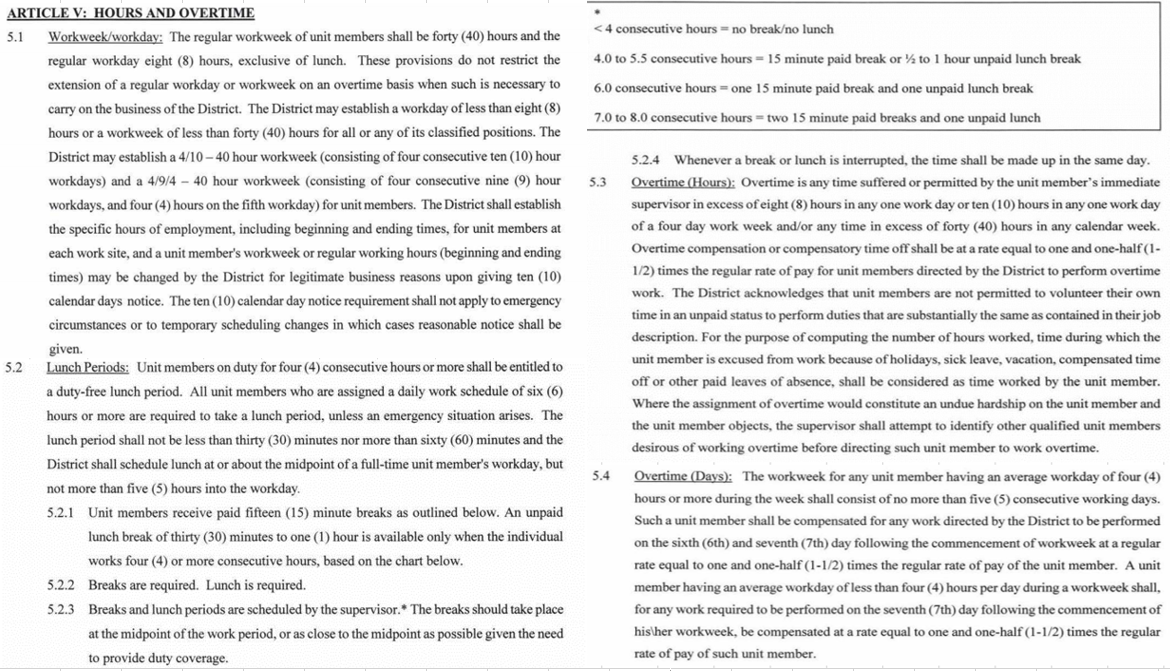 ARTICLE V:  HOURS AND OVERTIME
5.1 Workweek/workday:  The regular workweek of unit members shall be forty (40) hours and the
regular workday eight (8) hours, exclusive of lunch.  These provisions do not restrict the
extension of a regular workday or workweek on an overtime basis when such is necessary to
carry on the business of the District.  The District may establish a workday of less than eight (8)
hours or a workweek of less than forty (40) hours for all or any of its classified positions. The
District may establish a 4/10 – 40 hour workweek (consisting of four consecutive ten (10) hour
workdays) and a 4/9/4 – 40 hour workweek (consisting of four consecutive nine (9) hour
workdays, and four (4) hours on the fifth workday) for unit members.  The District shall establish
the specific hours of employment, including beginning and ending times, for unit members at
each work site, and a unit member's workweek or regular working hours (beginning and ending
times) may be changed by the District for legitimate business reasons upon giving ten (10)
calendar days notice.  The ten (10) calendar day notice requirement shall not apply to emergency
circumstances or to temporary scheduling changes in which cases reasonable notice shall be
given.
5.2 Lunch Periods:  Unit members on duty for four (4) consecutive hours or more shall be entitled to
a duty-free lunch period.  All unit members who are assigned a daily work schedule of six (6)
hours or more are required to take a lunch period, unless an emergency situation arises.  The
lunch period shall not be less than thirty (30) minutes nor more than sixty (60) minutes and the
District shall schedule lunch at or about the midpoint of a full-time unit member's workday, but
not more than five (5) hours into the workday.
5.2.1 Unit members receive paid fifteen (15) minute breaks as outlined below. An unpaid
lunch break of thirty (30) minutes to one (1) hour is available only when the individual
works four (4) or more consecutive hours, based on the chart below.
5.2.2 Breaks are required.  Lunch is required.
5.2.3 Breaks and lunch periods are scheduled by the supervisor.* The breaks should take place
at the midpoint of the work period, or as close to the midpoint as possible given the need
to provide duty coverage.
*
< 4 consecutive hours = no break/no lunch
4.0 to 5.5 consecutive hours = 15 minute paid break or ½ to 1 hour unpaid lunch break
6.0 consecutive hours = one 15 minute paid break and one unpaid lunch break
7.0 to 8.0 consecutive hours = two 15 minute paid breaks and one unpaid lunch
5.2.4 Whenever a break or lunch is interrupted, the time shall be made up in the same day.
5.3 Overtime (Hours):  Overtime is any time suffered or permitted by the unit member's immediate
supervisor in excess of eight (8) hours in any one work day or ten (10) hours in any one work day
of a four day work week and/or any time in excess of forty (40) hours in any calendar week.
Overtime compensation or compensatory time off shall be at a rate equal to one and one-half (1-
1/2) times the regular rate of pay for unit members directed by the District to perform overtime
work.  The District acknowledges that unit members are not permitted to volunteer their own
time in an unpaid status to perform duties that are substantially the same as contained in their job
description. For the purpose of computing the number of hours worked, time during which the
unit member is excused from work because of holidays, sick leave, vacation, compensated time
off or other paid leaves of absence, shall be considered as time worked by the unit member.
Where the assignment of overtime would constitute an undue hardship on the unit member and
the unit member objects, the supervisor shall attempt to identify other qualified unit members
desirous of working overtime before directing such unit member to work overtime.
5.4 Overtime (Days):  The workweek for any unit member having an average workday of four (4)
hours or more during the week shall consist of no more than five (5) consecutive working days.
Such a unit member shall be compensated for any work directed by the District to be performed
on the sixth (6th) and seventh (7th) day following the commencement of workweek at a regular
rate equal to one and one-half (1-1/2) times the regular rate of pay of the unit member.  A unit
member having an average workday of less than four (4) hours per day during a workweek shall,
for any work required to be performed on the seventh (7th) day following the commencement of
his\her workweek, be compensated at a rate equal to one and one-half (1-1/2) times the regular
rate of pay of such unit member.